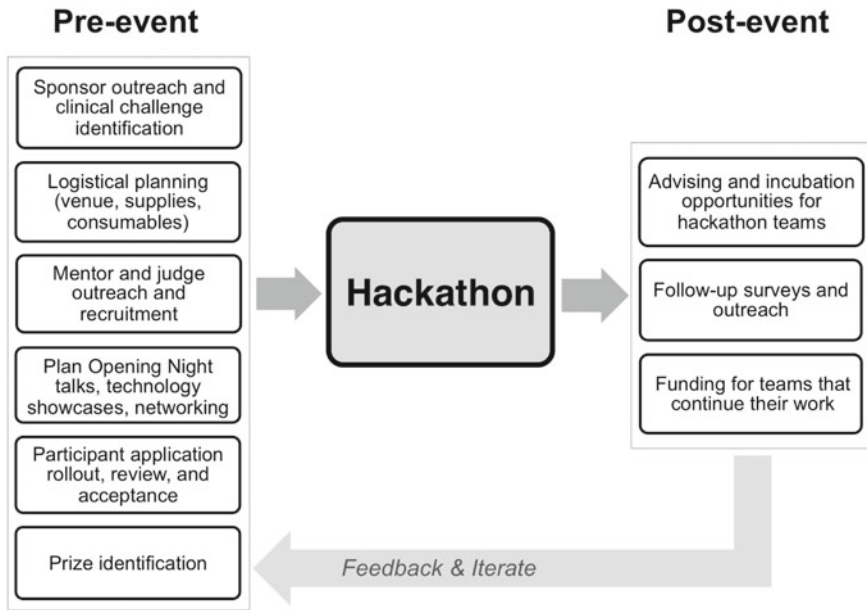 Pre-event
Sponsor outreach and
clinical challenge
identification
Logistical planning
(venue, supplies,
consumables)
Mentor and judge
outreach and
recruitment
Plan Opening Night
talks, technology
showcases, networking
Participant application
rollout, review, and
acceptance
Prize identification
Hackathon
Post-event
Advising and incubation
opportunities for
hackathon teams
Follow-up surveys and
outreach
Funding for teams that
continue their work
Feedback & Iterate